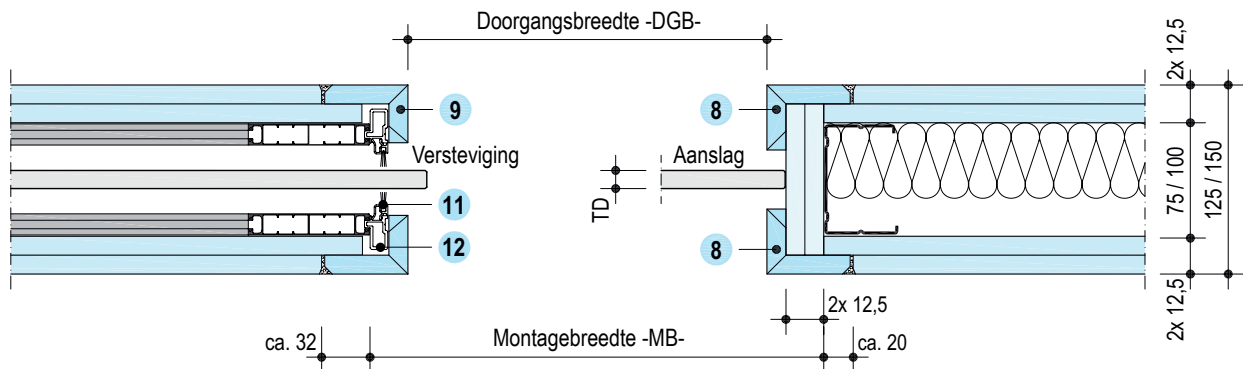 Doorgangsbreedte -DGB-
2x 12,5
9
8
Versteviging
Aanslag
TD
11
12
8
75 / 100
125 / 150
2x 12,5
2x 12,5
ca. 32
Montagebreedte -MB-
ca. 20